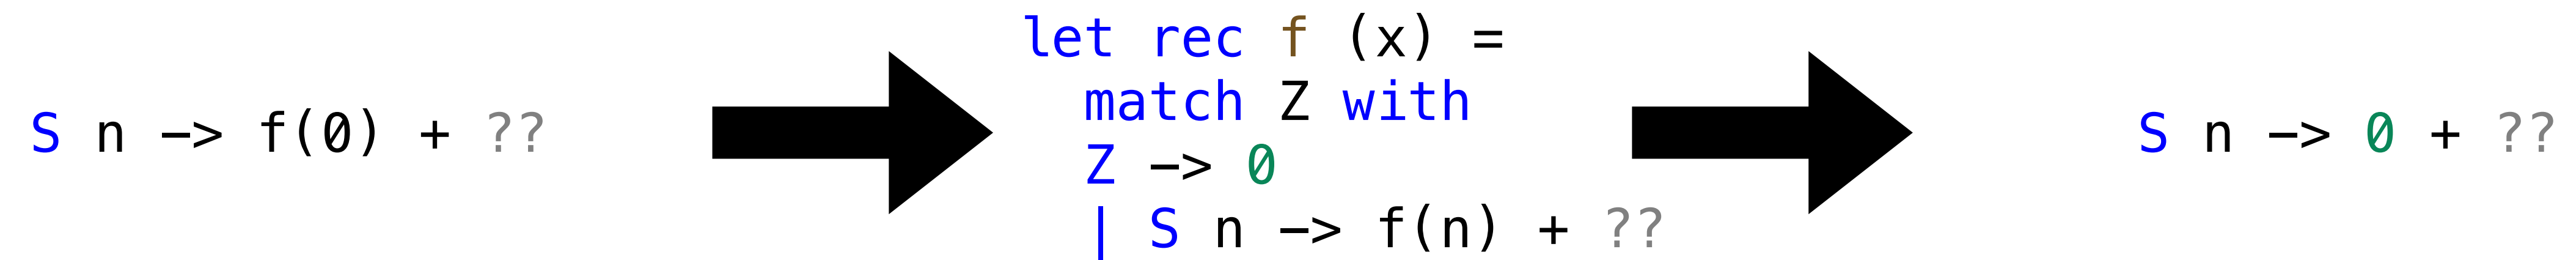 S n —> f(0) + ??
let rec f (x) =
match Z with
Z —> 0
| S n —> f(n) + ??
S n —> 0 + ??